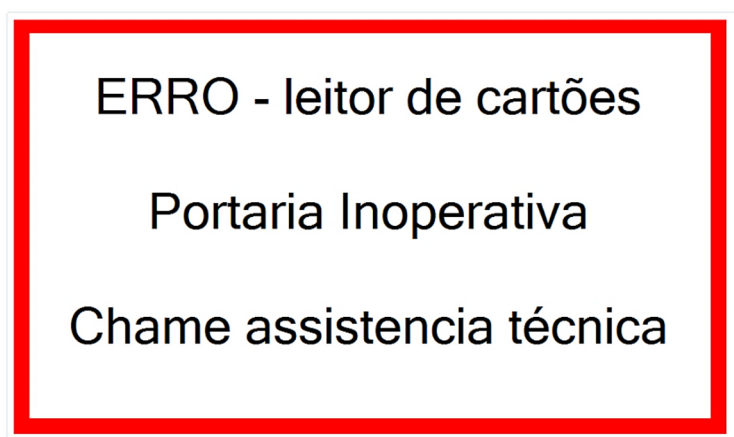 ERRO - leitor de cartões
Portaria Inoperativa
Chame assistencia técnica